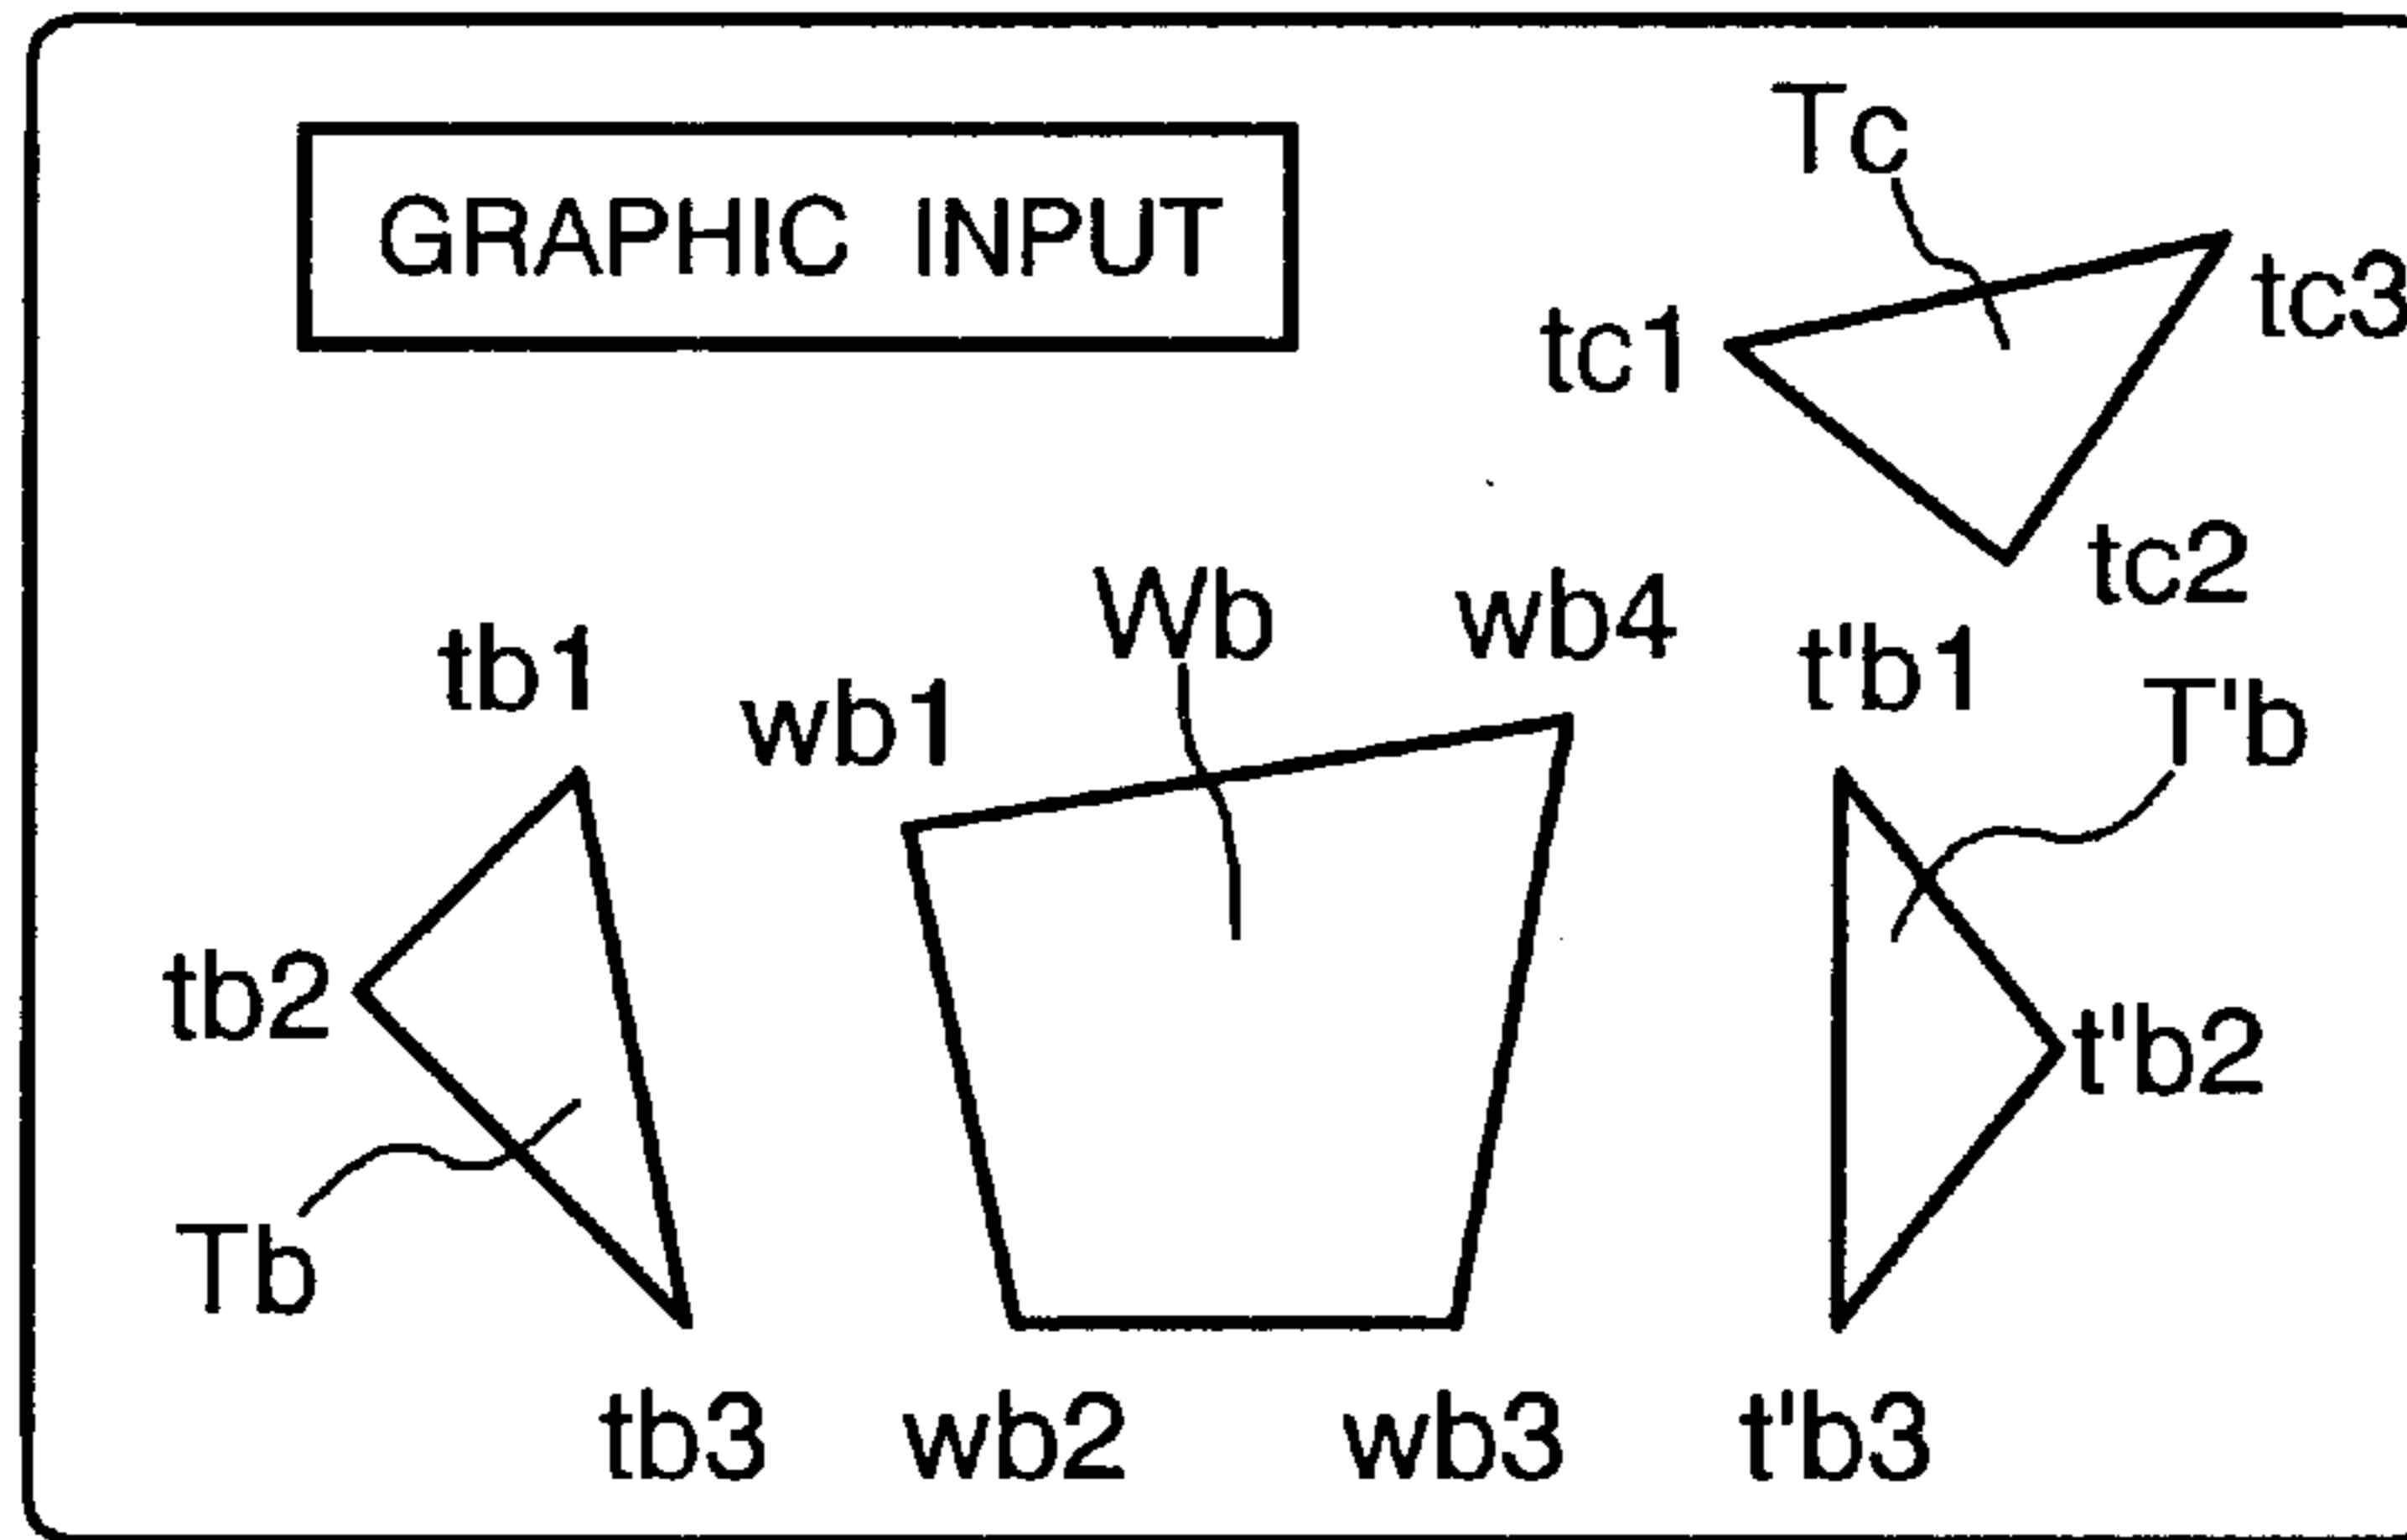 Tc
GRAPHIC INPUT
tc3
tc1
tc2
Wb
wb4
tb1
t'b1
wb1
T'b
tb2
t'b2
Tb
tb3
wb2
wb3
t'b3